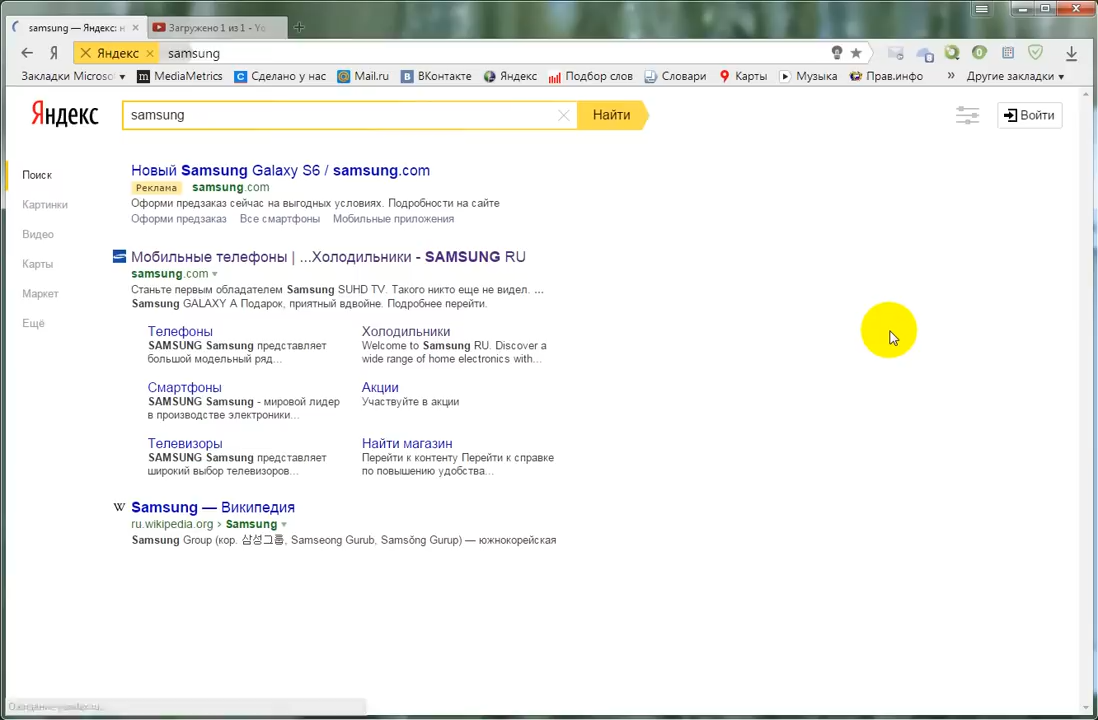 samsung — Яндекс: н
Загружено 1 из 1 - Yo
Я
Яндекс
samsung
0
Закладки Microso
m MediaMetrics
C Сделано у нас
@ Mail.ru
B ВКонтакте
Яндекс
Подбор слов
Словари
Карты
Музыка
Прав.инфо
»
Другие закладки
Яндекс
samsung
Найти
Войти
Поиск
Картинки
Видео
Карты
Маркет
Ещё
Новый Samsung Galaxy S6 / samsung.com
Реклама samsung.com
Оформи предзаказ сейчас на выгодных условиях. Подробности на сайте
Оформи предзаказ Все смартфоны Мобильные приложения
Мобильные телефоны | ...Холодильники - SAMSUNG RU
samsung.com
Станьте первым обладателем Samsung SUHD TV. Такого никто еще не видел. ...
Samsung GALAXY A Подарок, приятный вдвойне. Подробнее перейти.
Телефоны
SAMSUNG Samsung представляет
большой модельный ряд...
Холодильники
Welcome to Samsung RU. Discover a
wide range of home electronics with...
Смартфоны
SAMSUNG Samsung - мировой лидер
в производстве электроники...
Акции
Участвуйте в акции
Телевизоры
SAMSUNG Samsung представляет
широкий выбор телевизоров...
Найти магазин
Перейти к контенту Перейти к справке
по повышению удобства...
W Samsung — Википедия
ru.wikipedia.org › Samsung
Samsung Group (кор. 삼성그룹, Samseong Gurub, Samsŏng Gurup) — южнокорейская
Ожидание yandex.ru...